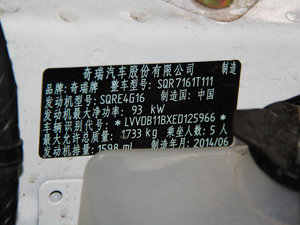 奇瑞汽车股份有限公司 制造
品牌:奇瑞牌 整车型号:SQR7161T111
发动机型号:SQRE4G16 制造国:中国
发动机最大净功率:93 kW
车辆识别代号:*LVVDB11BXED125966*
最大允许总质量:1733 kg 乘坐人数:5 人
发动机排量:1598 mL 制造年月:2014/06